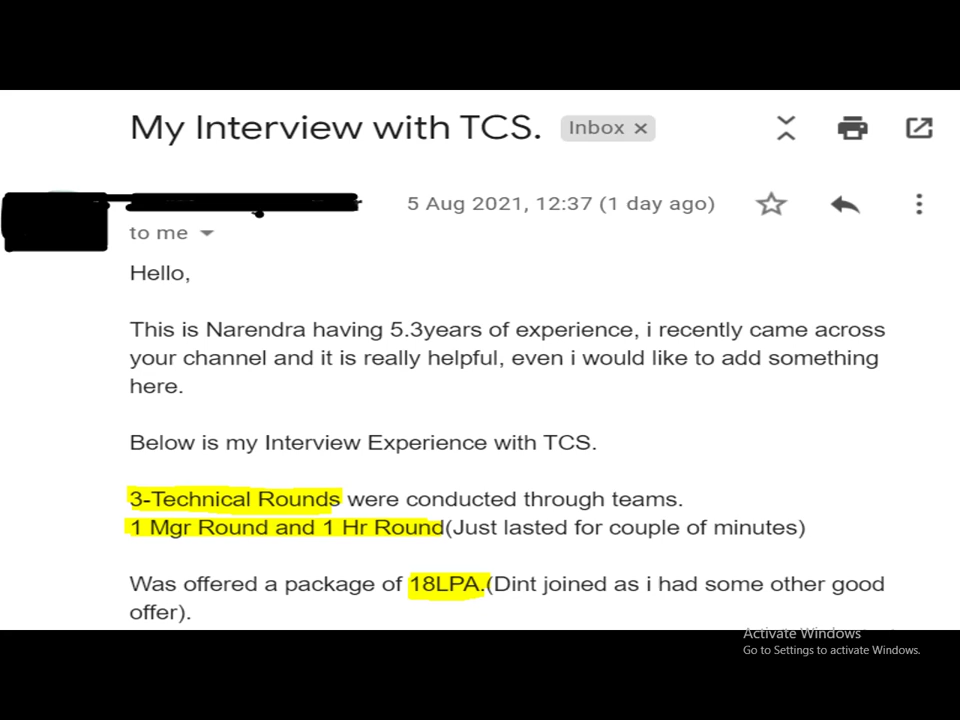 My Interview with TCS. Inbox ×
5 Aug 2021, 12:37 (1 day ago)
to me
Hello,
This is Narendra having 5.3years of experience, i recently came across
your channel and it is really helpful, even i would like to add something
here.
Below is my Interview Experience with TCS.
3-Technical Rounds were conducted through teams.
1 Mgr Round and 1 Hr Round(Just lasted for couple of minutes)
Was offered a package of 18LPA.(Dint joined as i had some other good
offer).
Activate Windows
Go to Settings to activate Windows.